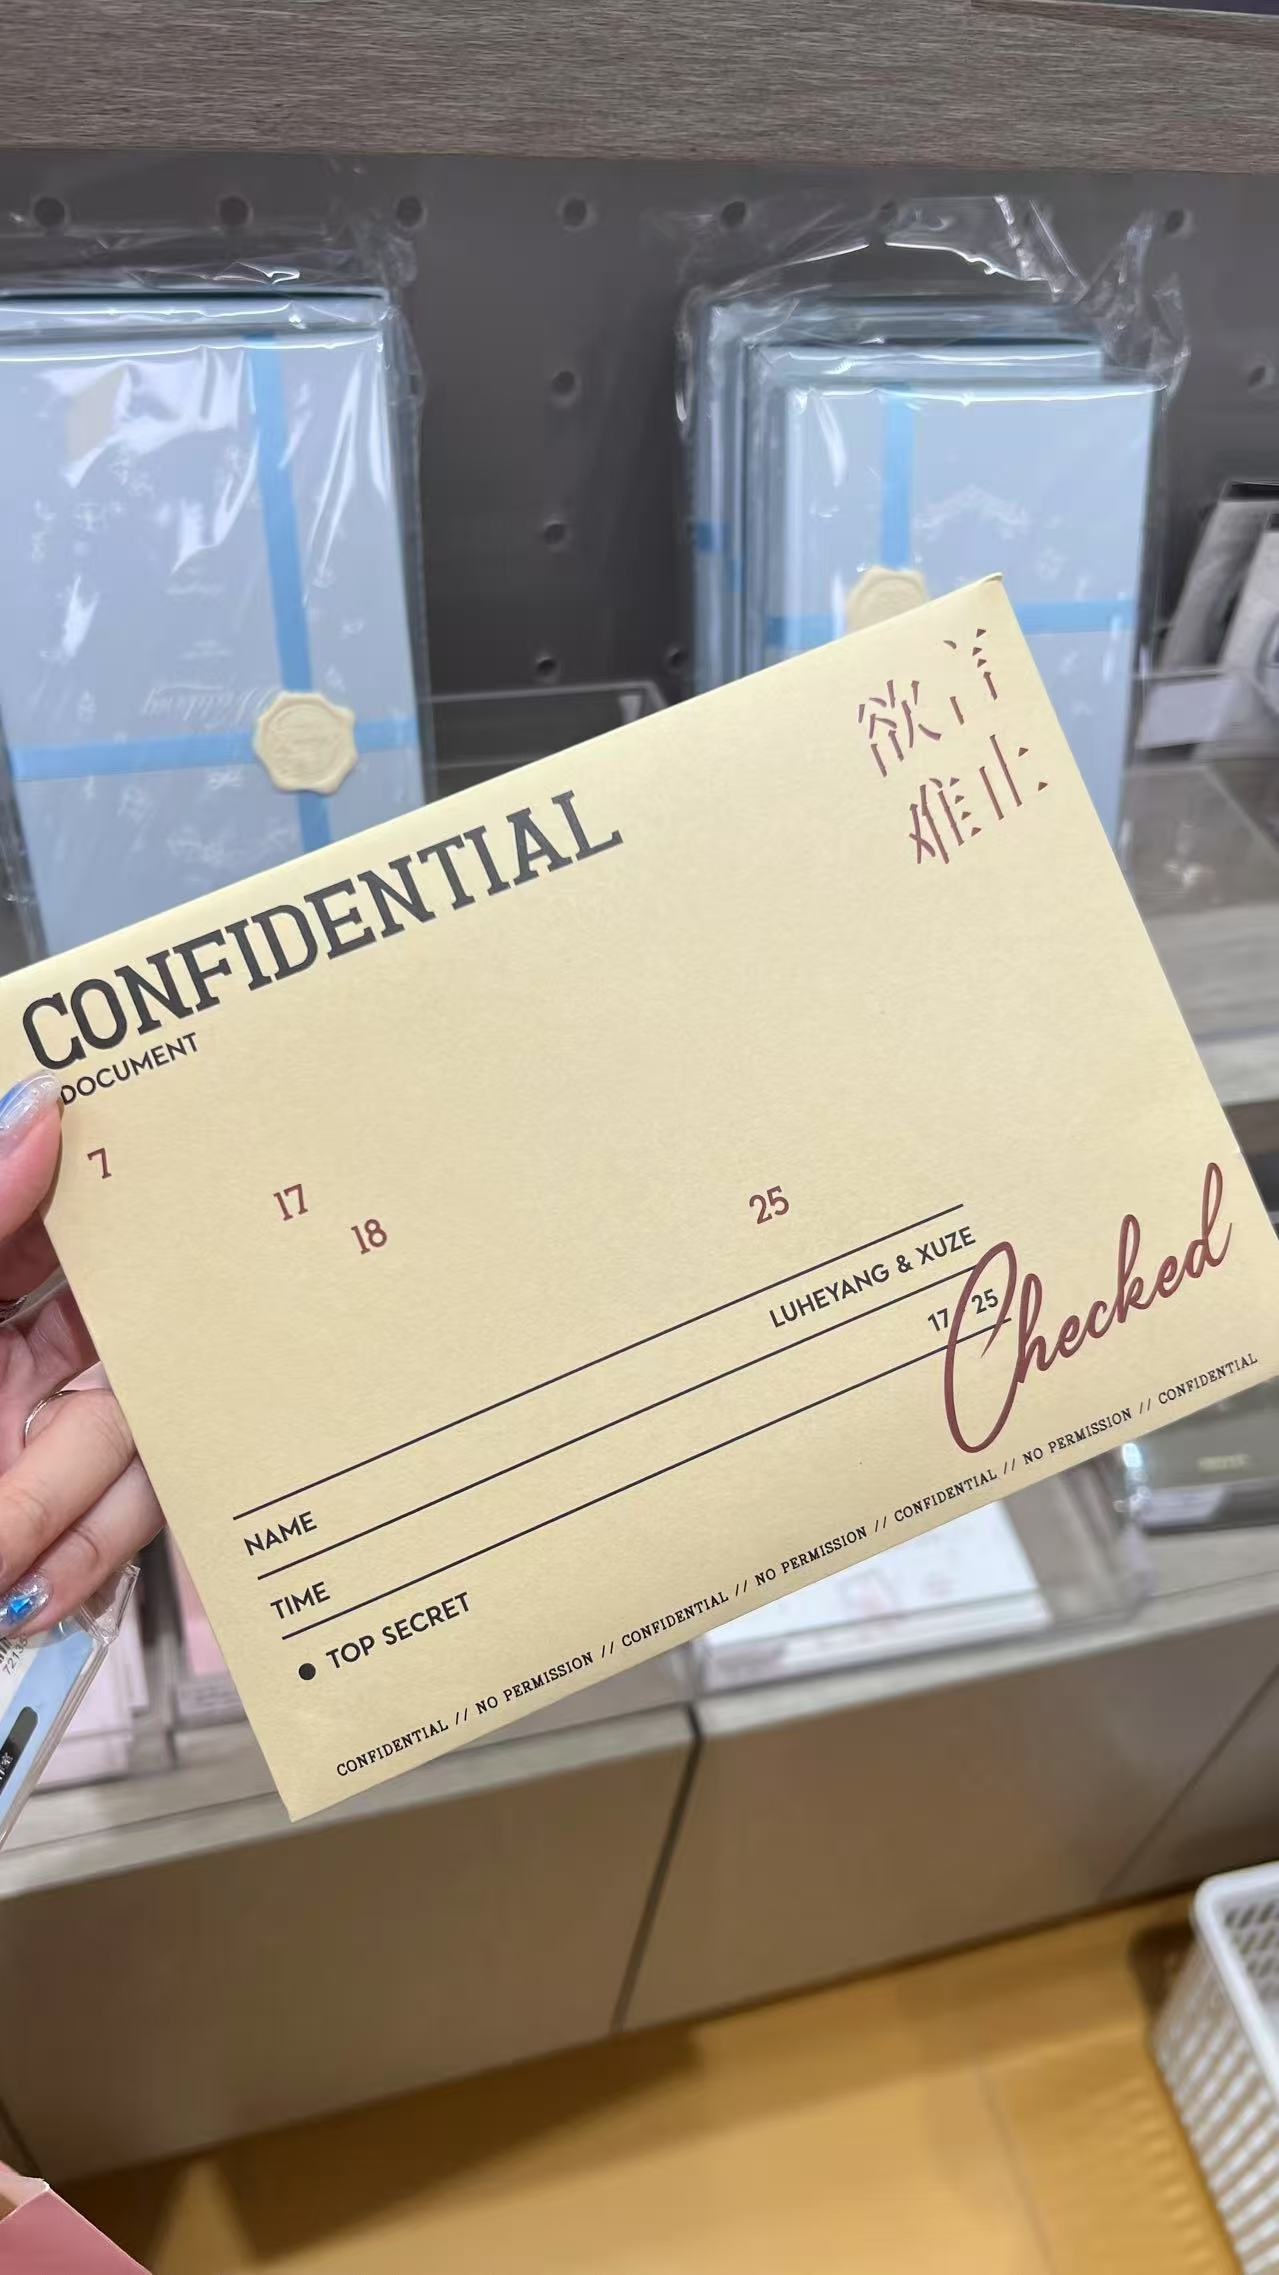 欲言
難止
CONFIDENTIAL
DOCUMENT
7
17
18
25
LUHEYANG & XUZE
17 25
Checked
NAME
TIME
TOP SECRET
CONFIDENTIAL // NO PERMISSION // CONFIDENTIAL // NO PERMISSION // CONFIDENTIAL // NO PERMISSION // CONFIDENTIAL